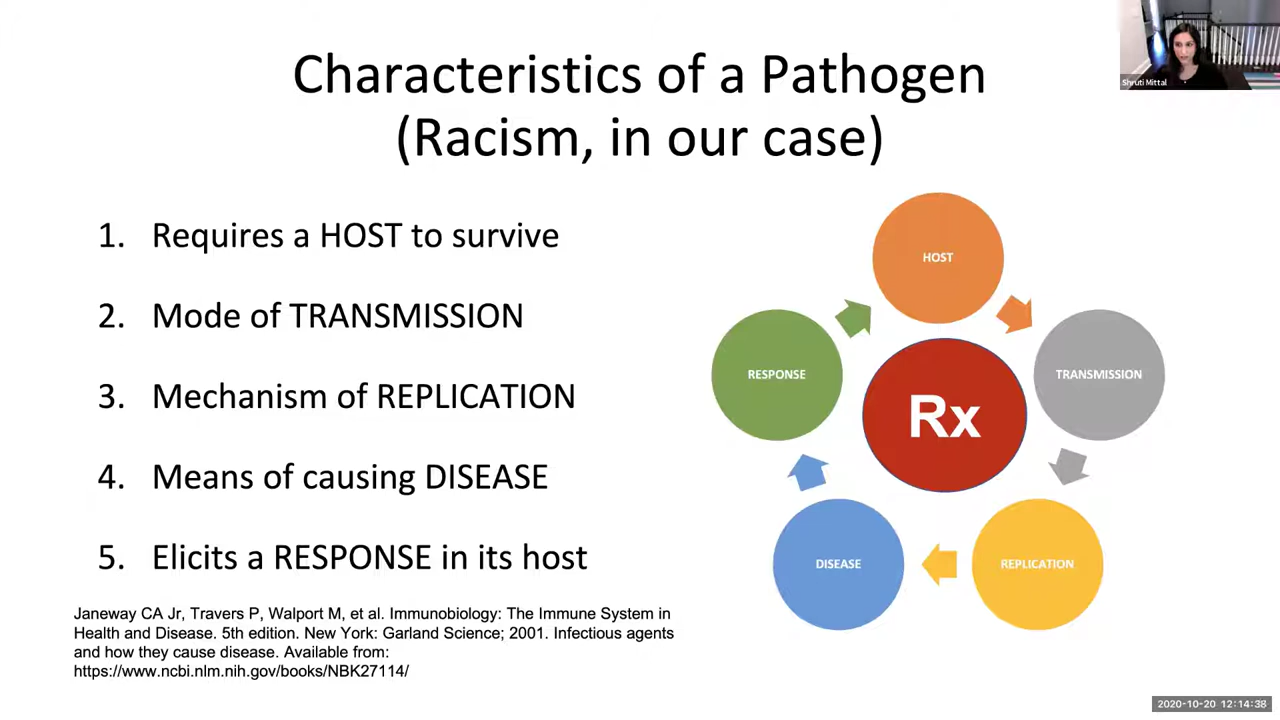 Characteristics of a Pathogen
(Racism, in our case)
Shruti Mittal
1. Requires a HOST to survive
2. Mode of TRANSMISSION
3. Mechanism of REPLICATION
4. Means of causing DISEASE
5. Elicits a RESPONSE in its host
HOST
TRANSMISSION
REPLICATION
DISEASE
RESPONSE
Rx
Janeway CA Jr, Travers P, Walport M, et al. Immunobiology: The Immune System in
Health and Disease. 5th edition. New York: Garland Science; 2001. Infectious agents
and how they cause disease. Available from:
https://www.ncbi.nlm.nih.gov/books/NBK27114/
2020-10-20 12:14:38